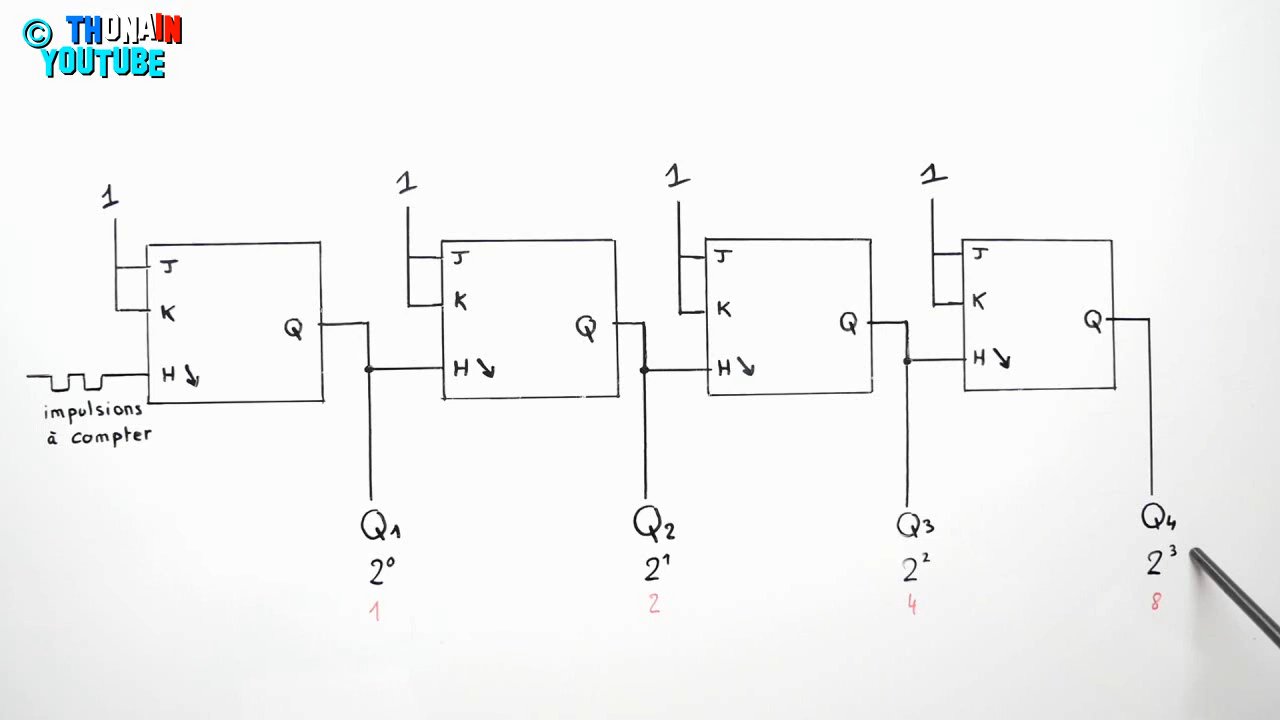 © THONAIN
YOUTUBE
1 1 1 1
J J J J
K K K K
Q Q Q Q
H↘ H↘ H↘ H↘
impulsions
à compter
Q1 Q2 Q3 Q4
2⁰ 2¹ 2² 2³
1 2 4 8